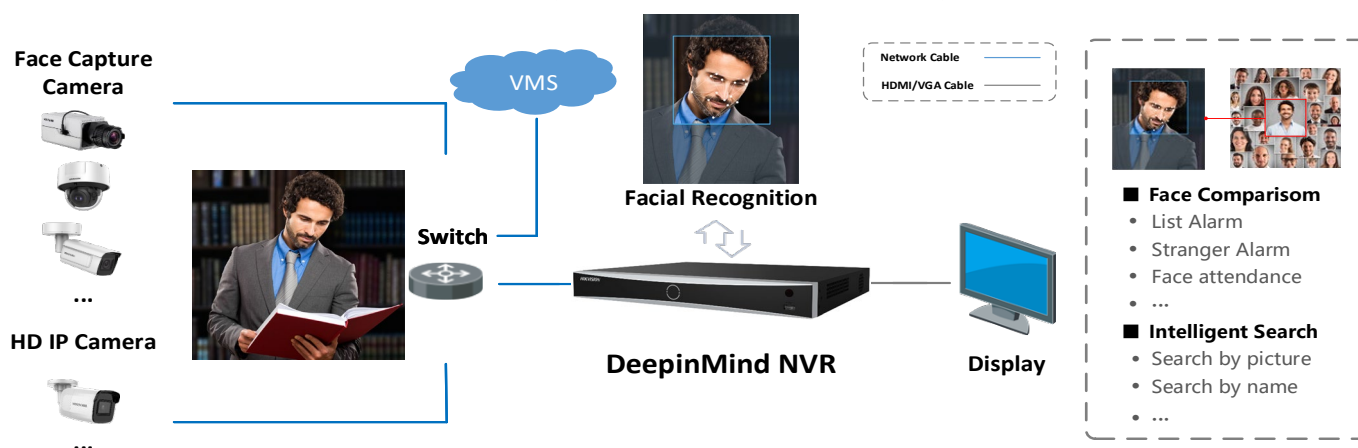 Face Capture
Camera
...
HD IP Camera
...
VMS
Switch
Facial Recognition
HIKVISION
DeepinMind NVR
Display
Network Cable
HDMI/VGA Cable
■ Face Comparisom
• List Alarm
• Stranger Alarm
• Face attendance
• ...
■ Intelligent Search
• Search by picture
• Search by name
• ...